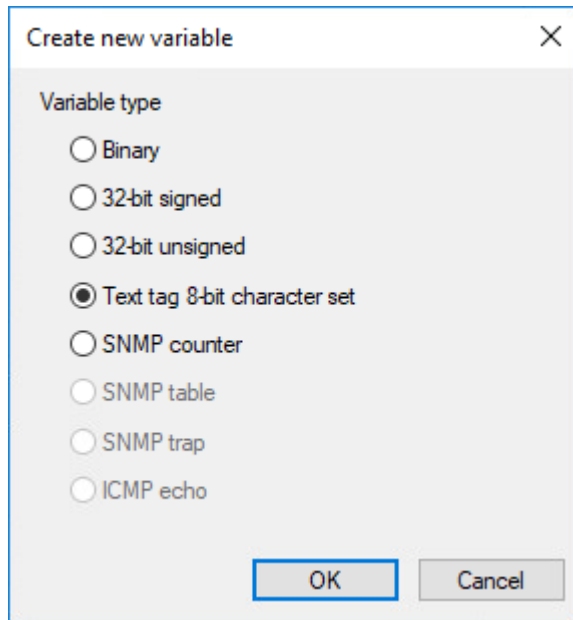 Create new variable
Variable type
Binary
32-bit signed
32-bit unsigned
Text tag 8-bit character set
SNMP counter
SNMP table
SNMP trap
ICMP echo
OK Cancel